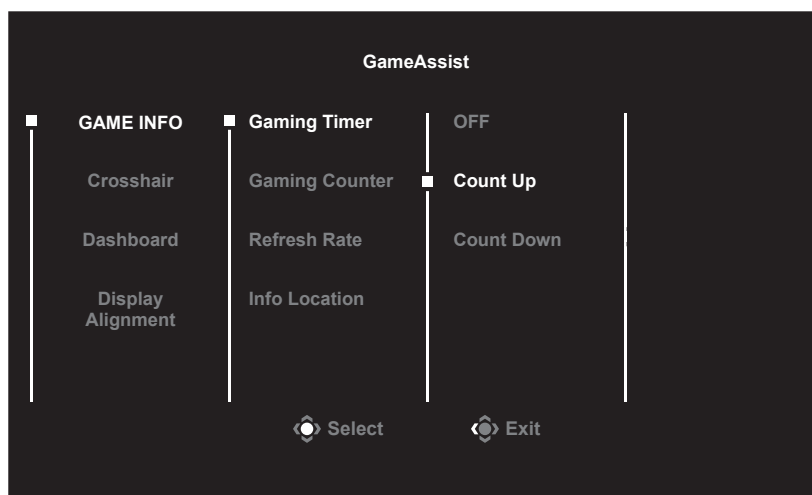 GameAssist
GAME INFO
Crosshair
Dashboard
Display
Alignment
Gaming Timer
Gaming Counter
Refresh Rate
Info Location
OFF
Count Up
Count Down
Select
Exit